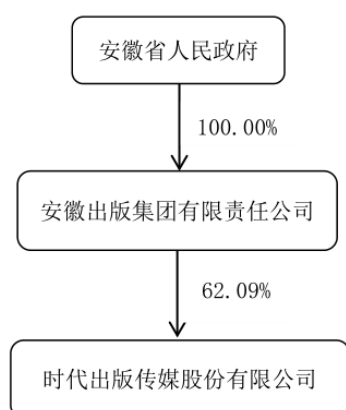 安徽省人民政府
100.00%
安徽出版集团有限责任公司
62.09%
时代出版传媒股份有限公司